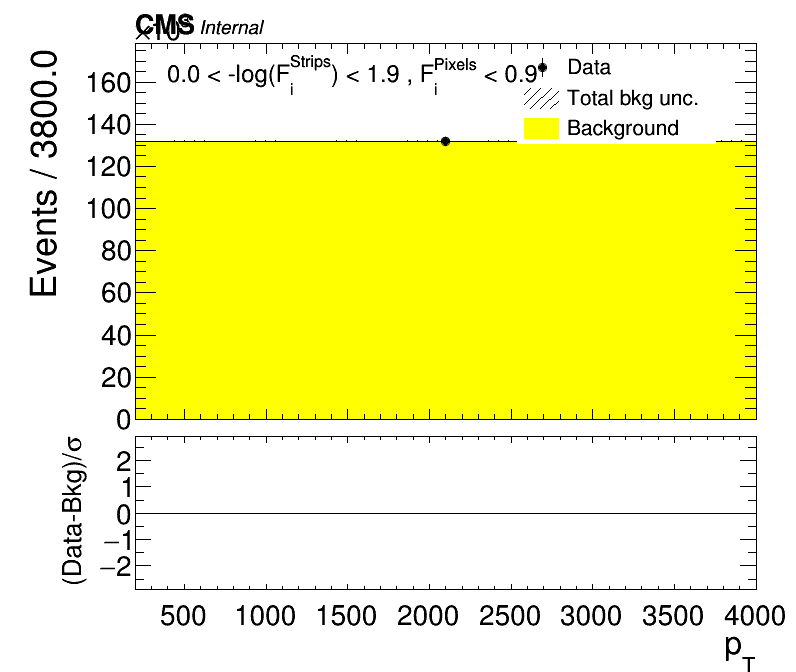 CMS Internal
×10³
0.0 < -log(F_i^Strips) < 1.9 , F_i^Pixels < 0.9
Data
Total bkg unc.
Background
Events / 3800.0
160
140
120
100
80
60
40
20
0
(Data-Bkg)/σ
2
1
0
−1
−2
500 1000 1500 2000 2500 3000 3500 4000
p_T